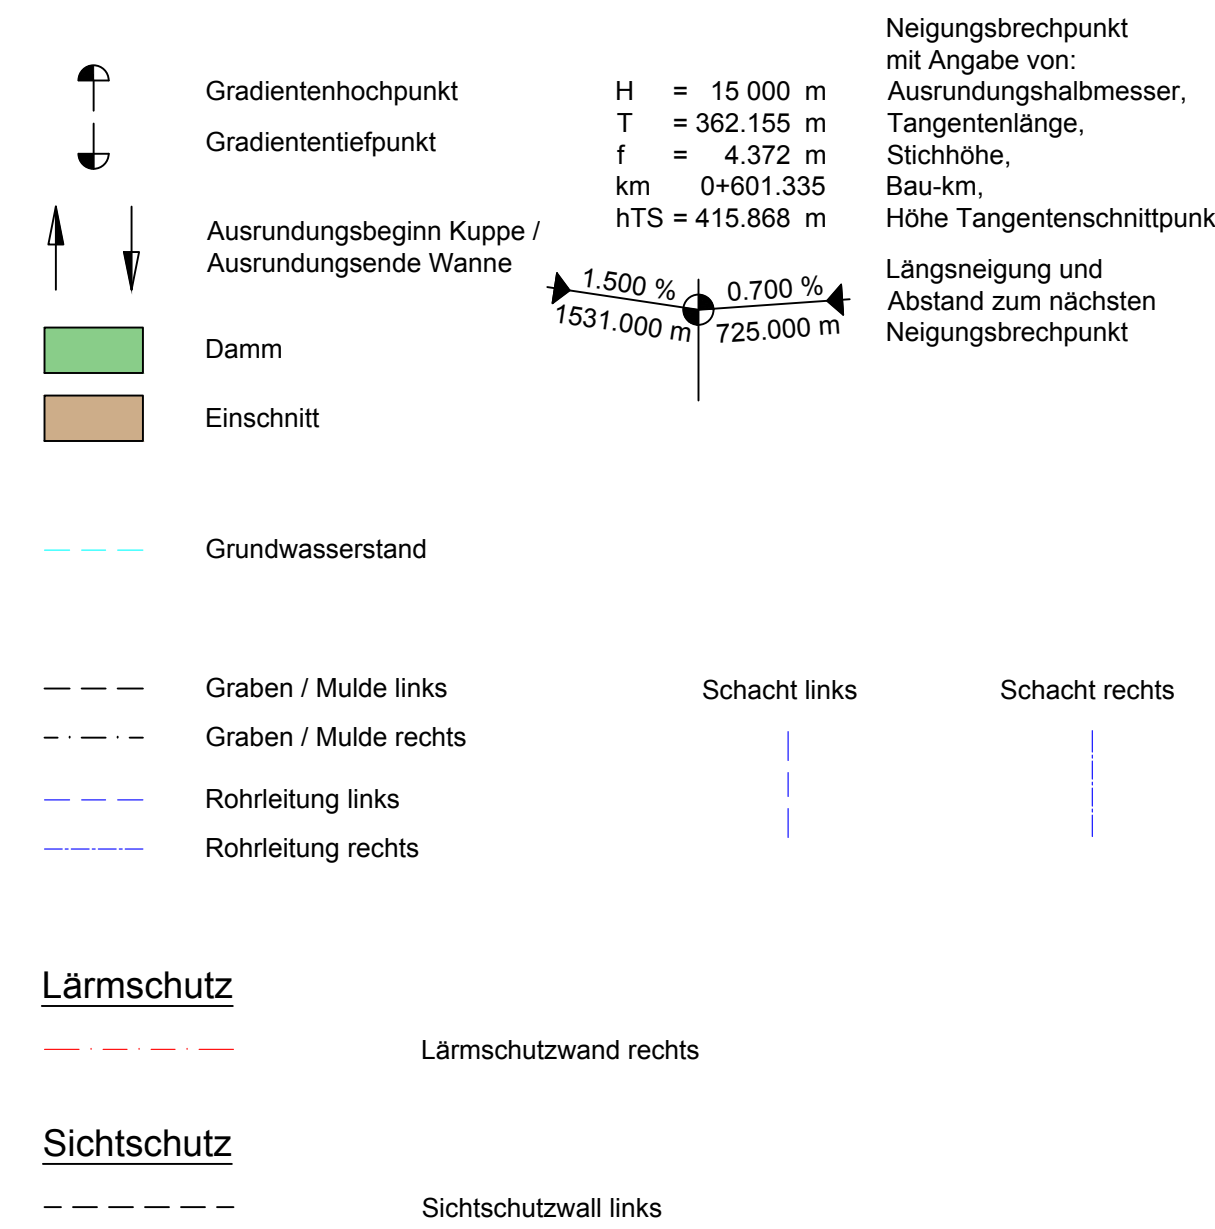 Neigungsbrechpunkt
mit Angabe von:
Gradientenhochpunkt
H = 15 000 m Ausrundungshalbmesser,
Gradiententiefpunkt
T = 362.155 m Tangentenlänge,
f = 4.372 m Stichhöhe,
km 0+601.335 Bau-km,
hTS = 415.868 m Höhe Tangentenschnittpunk
Ausrundungsbeginn Kuppe /
Ausrundungsende Wanne
1.500 %
1531.000 m
0.700 %
725.000 m
Längsneigung und
Abstand zum nächsten
Neigungsbrechpunkt
Damm
Einschnitt
Grundwasserstand
Graben / Mulde links
Schacht links
Schacht rechts
Graben / Mulde rechts
Rohrleitung links
Rohrleitung rechts
Lärmschutz
Lärmschutzwand rechts
Sichtschutz
Sichtschutzwall links